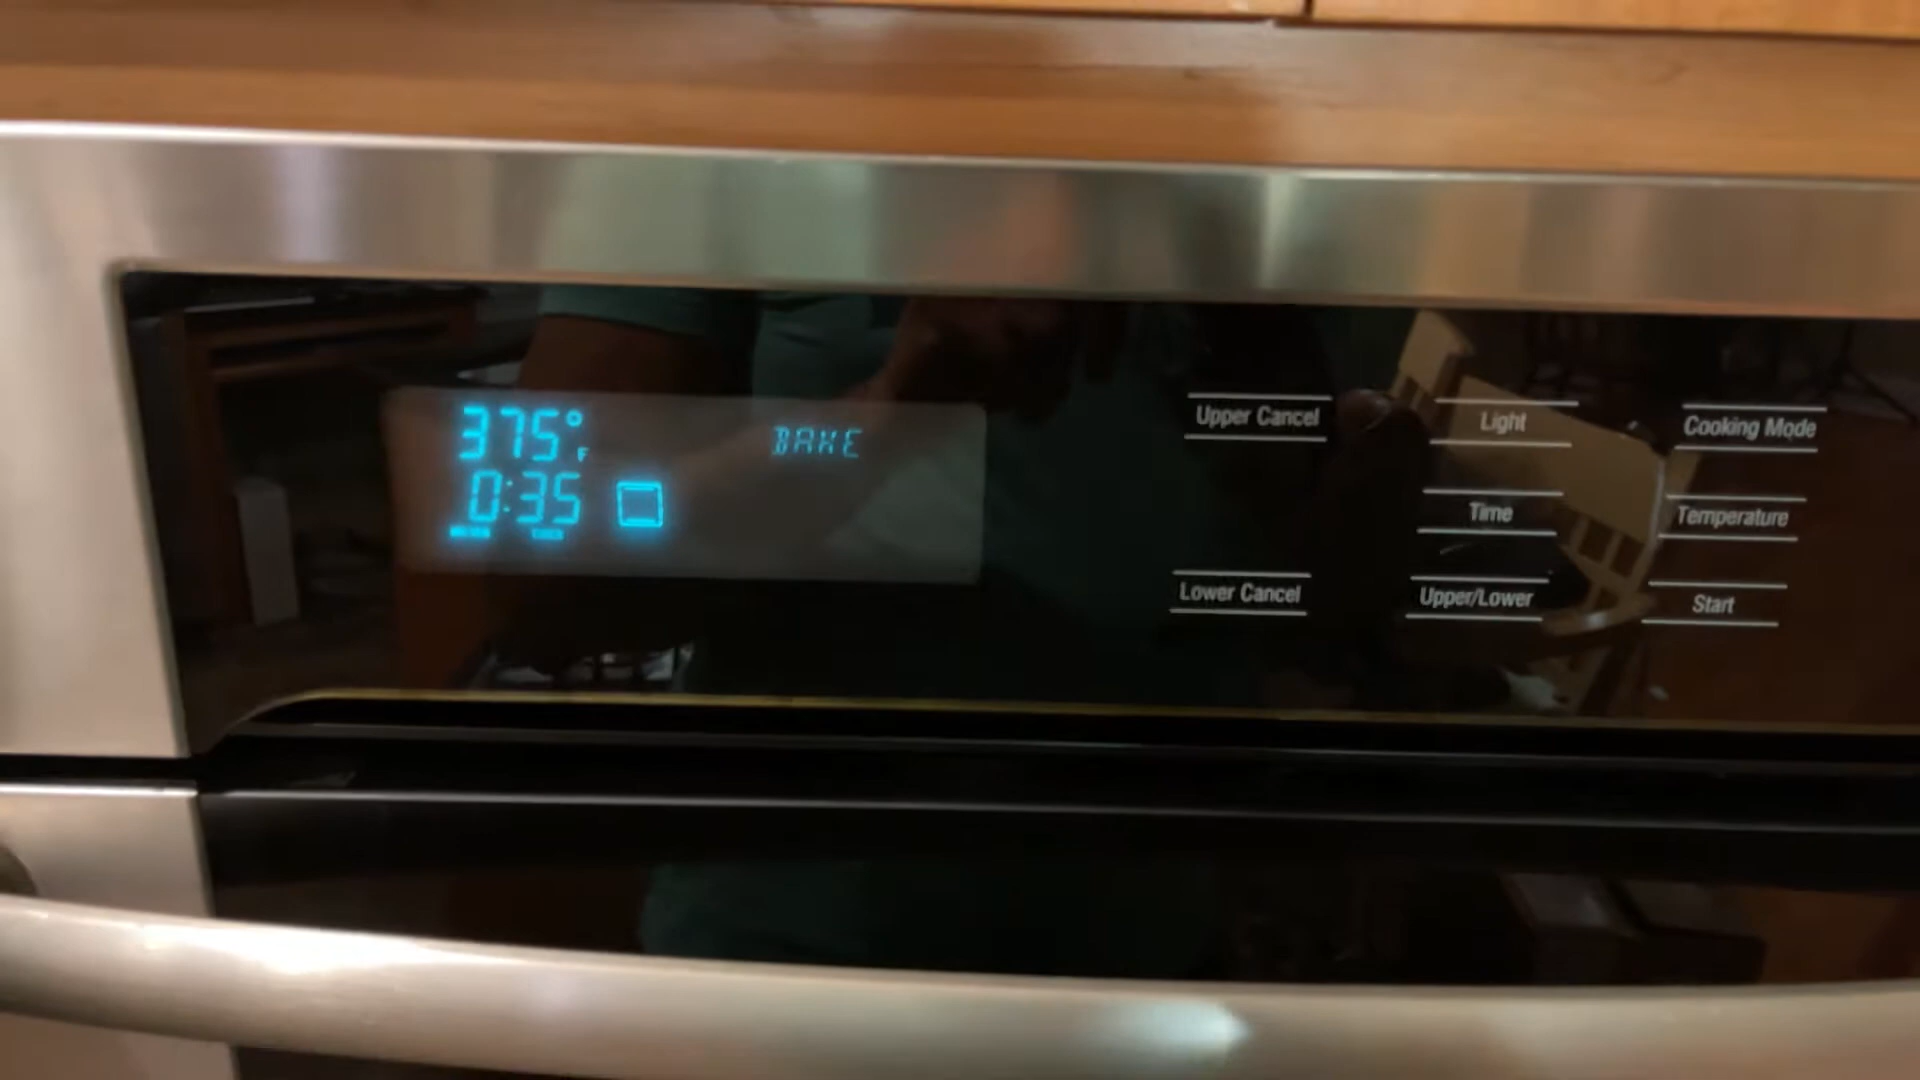 375°F
BAKE
0:35
Upper Cancel
Light
Cooking Mode
Time
Temperature
Lower Cancel
Upper/Lower
Start